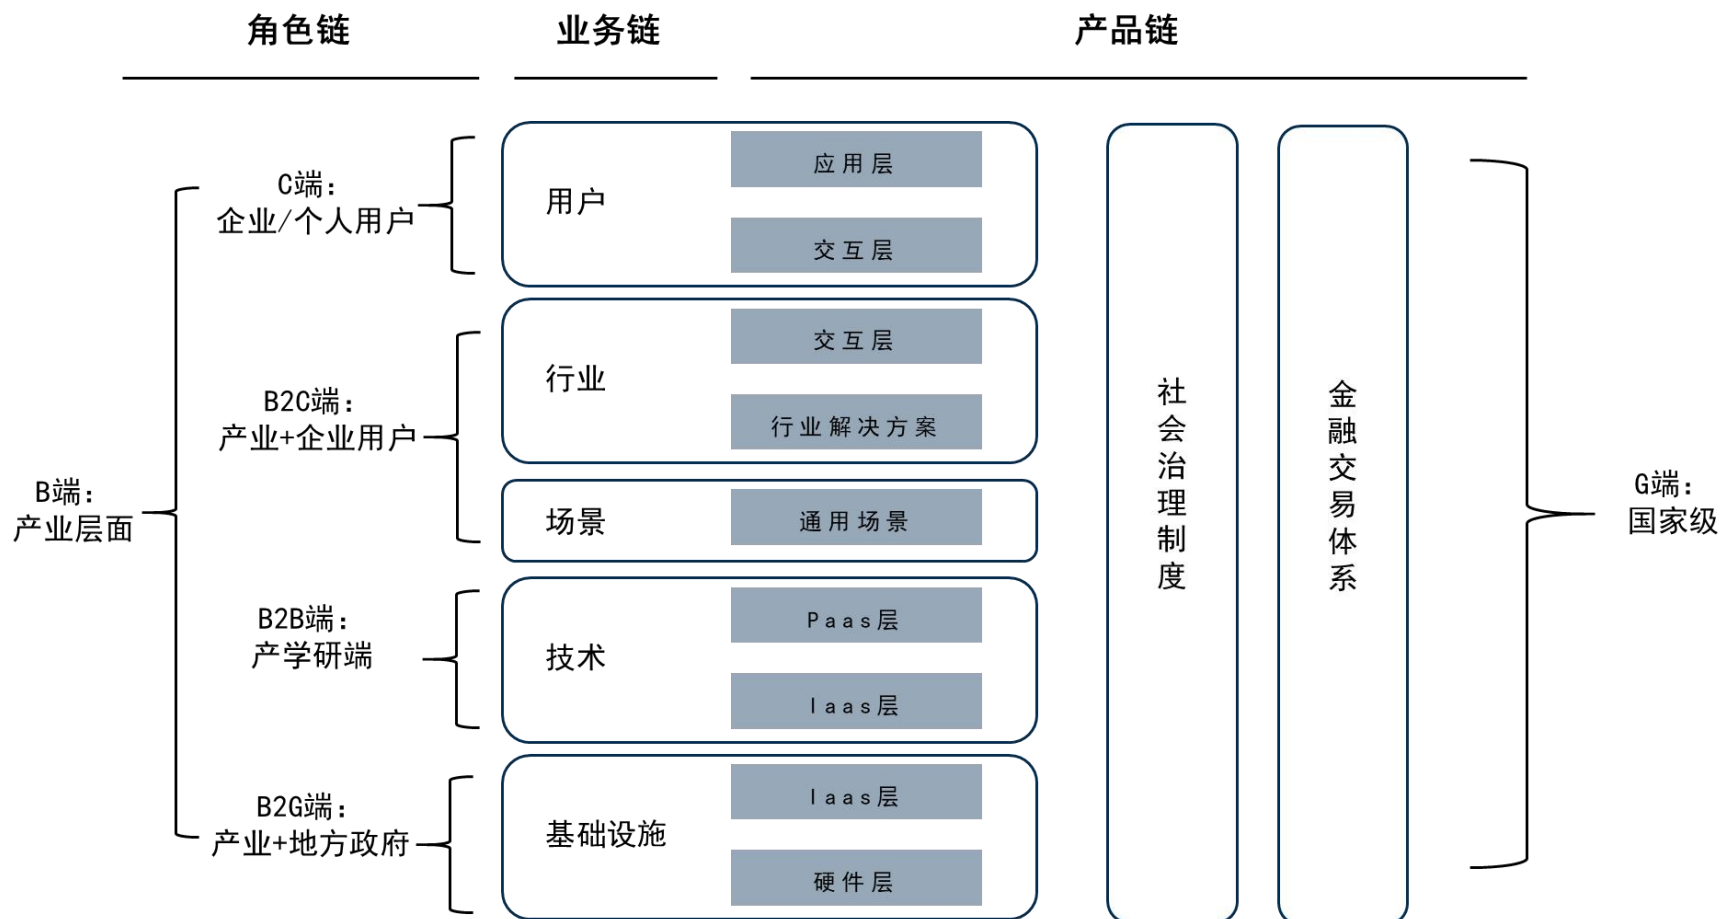 角色链
业务链
产品链
C端：
企业/个人用户
用户
应用层
交互层
B2C端：
产业+企业用户
行业
交互层
行业解决方案
场景
通用场景
B端：
产业层面
B2B端：
产学研端
技术
Paas层
Iaas层
B2G端：
产业+地方政府
基础设施
Iaas层
硬件层
社会治理制度
金融交易体系
G端：
国家级